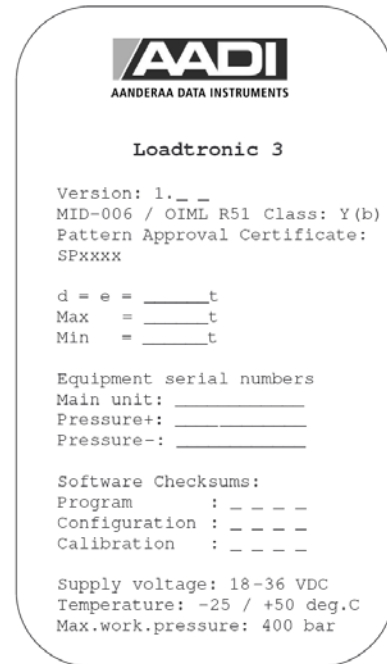 AADI
AANDERAA DATA INSTRUMENTS
Loadtronic 3
Version: 1._ _
MID-006 / OIML R51 Class: Y(b)
Pattern Approval Certificate:
SPxxxx
d = e = ______t
Max = ______t
Min = ______t
Equipment serial numbers
Main unit: ____________
Pressure+: ____________
Pressure-: ____________
Software Checksums:
Program : _ _ _ _
Configuration : _ _ _ _
Calibration : _ _ _ _
Supply voltage: 18-36 VDC
Temperature: -25 / +50 deg.C
Max.work.pressure: 400 bar